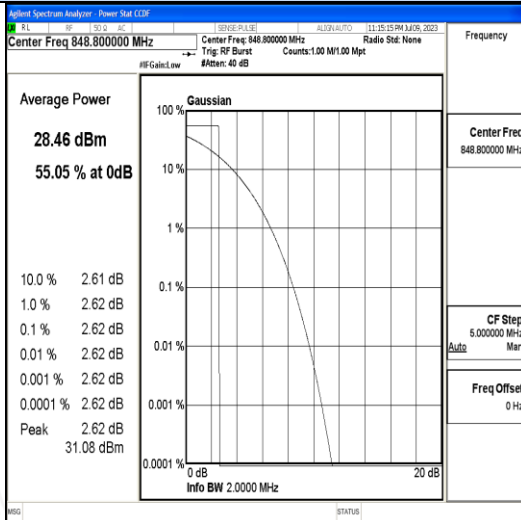 Agilent Spectrum Analyzer - Power Stat CCDF
RL RF 50 Ω AC SENSE:PULSE ALIGN AUTO 11:15:15 PM Jul 09, 2023
Center Freq 848.800000 MHz
Center Freq: 848.800000 MHz Radio Std: None
Trig: RF Burst Counts:1.00 M/1.00 Mpt
#IFGain:Low #Atten: 40 dB
Frequency
Average Power
28.46 dBm
55.05 % at 0dB
10.0 % 2.61 dB
1.0 % 2.62 dB
0.1 % 2.62 dB
0.01 % 2.62 dB
0.001 % 2.62 dB
0.0001 % 2.62 dB
Peak 2.62 dB
31.08 dBm
Gaussian
100 %
10 %
1 %
0.1 %
0.01 %
0.001 %
0.0001 %
0 dB 20 dB
Info BW 2.0000 MHz
Center Freq
848.800000 MHz
CF Step
5.000000 MHz
Auto Man
Freq Offset
0 Hz
MSG STATUS